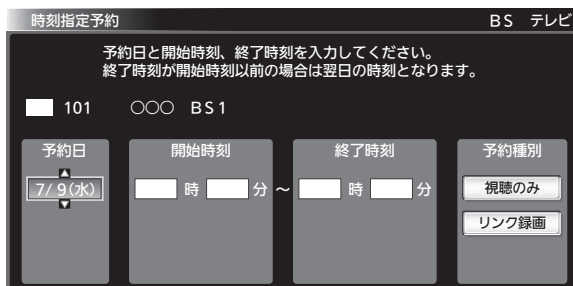 時刻指定予約 BS テレビ
予約日と開始時刻、終了時刻を入力してください。
終了時刻が開始時刻以前の場合は翌日の時刻となります。
101 ○○○ BS1
予約日 開始時刻 終了時刻 予約種別
7/ 9(水) 時 分 ~ 時 分 視聴のみ
リンク録画